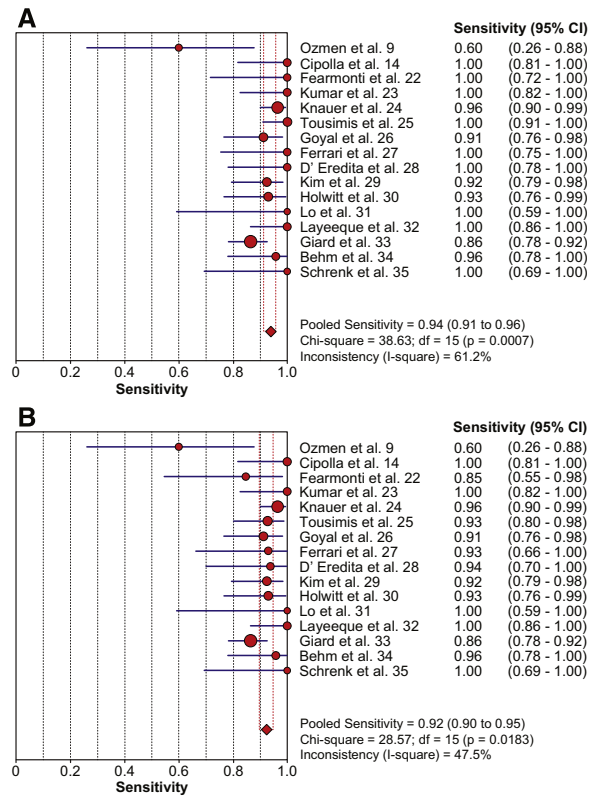 A
Sensitivity (95% CI)
Ozmen et al. 9 0.60 (0.26 - 0.88)
Cipolla et al. 14 1.00 (0.81 - 1.00)
Fearmonti et al. 22 1.00 (0.72 - 1.00)
Kumar et al. 23 1.00 (0.82 - 1.00)
Knauer et al. 24 0.96 (0.90 - 0.99)
Tousimis et al. 25 1.00 (0.91 - 1.00)
Goyal et al. 26 0.91 (0.76 - 0.98)
Ferrari et al. 27 1.00 (0.75 - 1.00)
D' Eredita et al. 28 1.00 (0.78 - 1.00)
Kim et al. 29 0.92 (0.79 - 0.98)
Holwitt et al. 30 0.93 (0.76 - 0.99)
Lo et al. 31 1.00 (0.59 - 1.00)
Layeeque et al. 32 1.00 (0.86 - 1.00)
Giard et al. 33 0.86 (0.78 - 0.92)
Behm et al. 34 0.96 (0.78 - 1.00)
Schrenk et al. 35 1.00 (0.69 - 1.00)
Pooled Sensitivity = 0.94 (0.91 to 0.96)
Chi-square = 38.63; df = 15 (p = 0.0007)
Inconsistency (I-square) = 61.2%
0 0.2 0.4 0.6 0.8 1.0
Sensitivity
B
Sensitivity (95% CI)
Ozmen et al. 9 0.60 (0.26 - 0.88)
Cipolla et al. 14 1.00 (0.81 - 1.00)
Fearmonti et al. 22 0.85 (0.55 - 0.98)
Kumar et al. 23 1.00 (0.82 - 1.00)
Knauer et al. 24 0.96 (0.90 - 0.99)
Tousimis et al. 25 0.93 (0.80 - 0.98)
Goyal et al. 26 0.91 (0.76 - 0.98)
Ferrari et al. 27 0.93 (0.66 - 1.00)
D' Eredita et al. 28 0.94 (0.70 - 1.00)
Kim et al. 29 0.92 (0.79 - 0.98)
Holwitt et al. 30 0.93 (0.76 - 0.99)
Lo et al. 31 1.00 (0.59 - 1.00)
Layeeque et al. 32 1.00 (0.86 - 1.00)
Giard et al. 33 0.86 (0.78 - 0.92)
Behm et al. 34 0.96 (0.78 - 1.00)
Schrenk et al. 35 1.00 (0.69 - 1.00)
Pooled Sensitivity = 0.92 (0.90 to 0.95)
Chi-square = 28.57; df = 15 (p = 0.0183)
Inconsistency (I-square) = 47.5%
0 0.2 0.4 0.6 0.8 1.0
Sensitivity